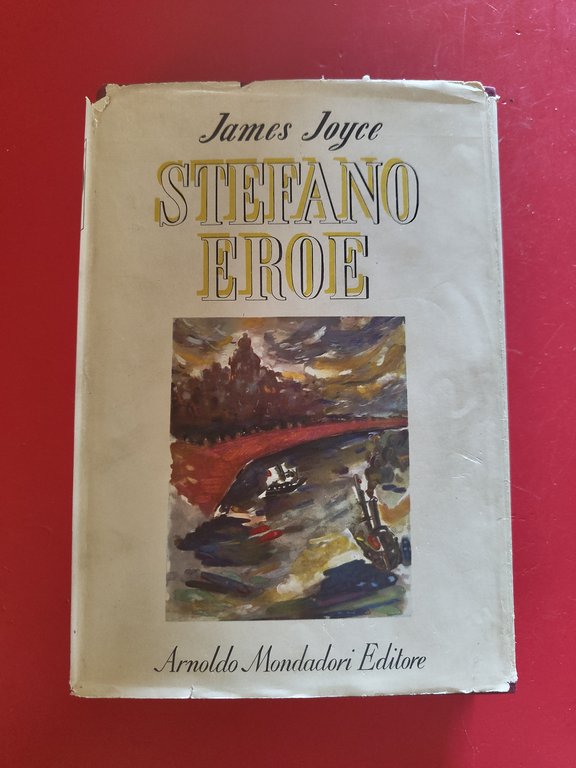 James Joyce
STEFANO
EROE
Arnoldo Mondadori Editore